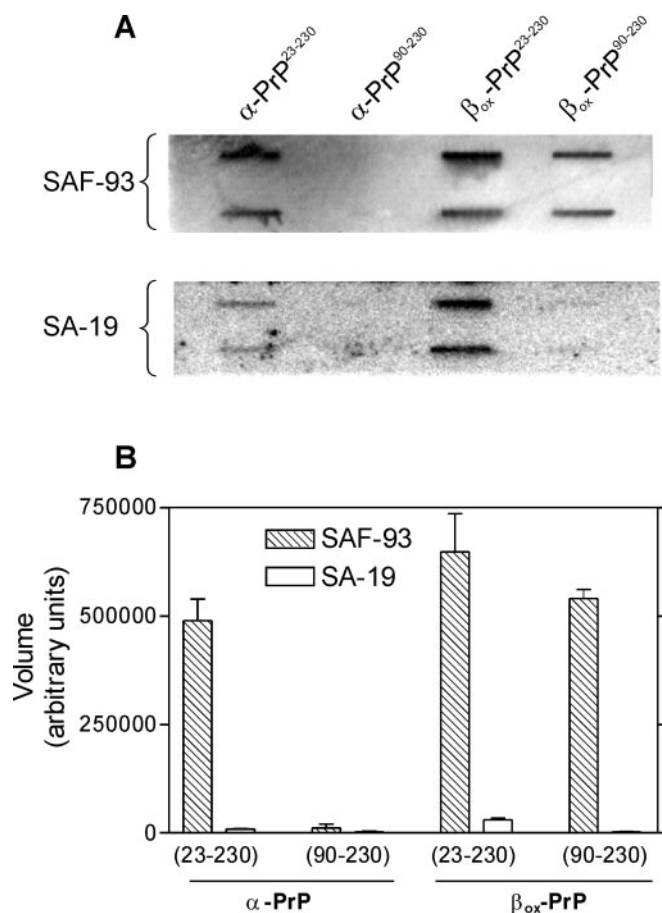 A
α-PrP²³⁻²³⁰
α-PrP⁹⁰⁻²³⁰
βₒₓ-PrP²³⁻²³⁰
βₒₓ-PrP⁹⁰⁻²³⁰
SAF-93
SA-19
B
750000
500000
250000
0
Volume
(arbitrary units)
SAF-93
SA-19
(23-230) (90-230) (23-230) (90-230)
α-PrP βₒₓ-PrP